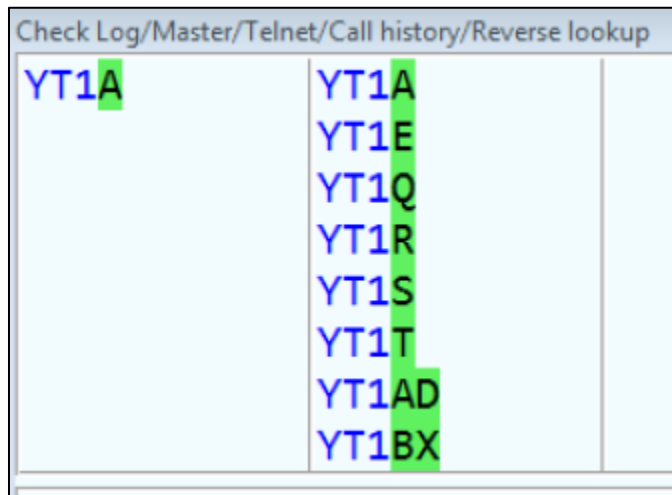 Check Log/Master/Telnet/Call history/Reverse lookup
YT1A YT1A
YT1E
YT1Q
YT1R
YT1S
YT1T
YT1AD
YT1BX